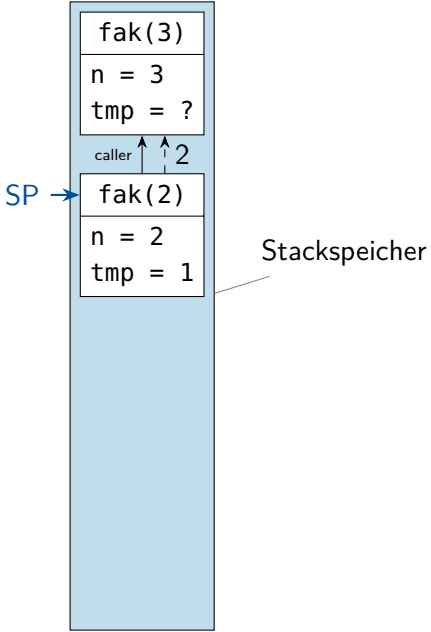 fak(3)
n = 3
tmp = ?
caller
2
SP
fak(2)
n = 2
tmp = 1
Stackspeicher